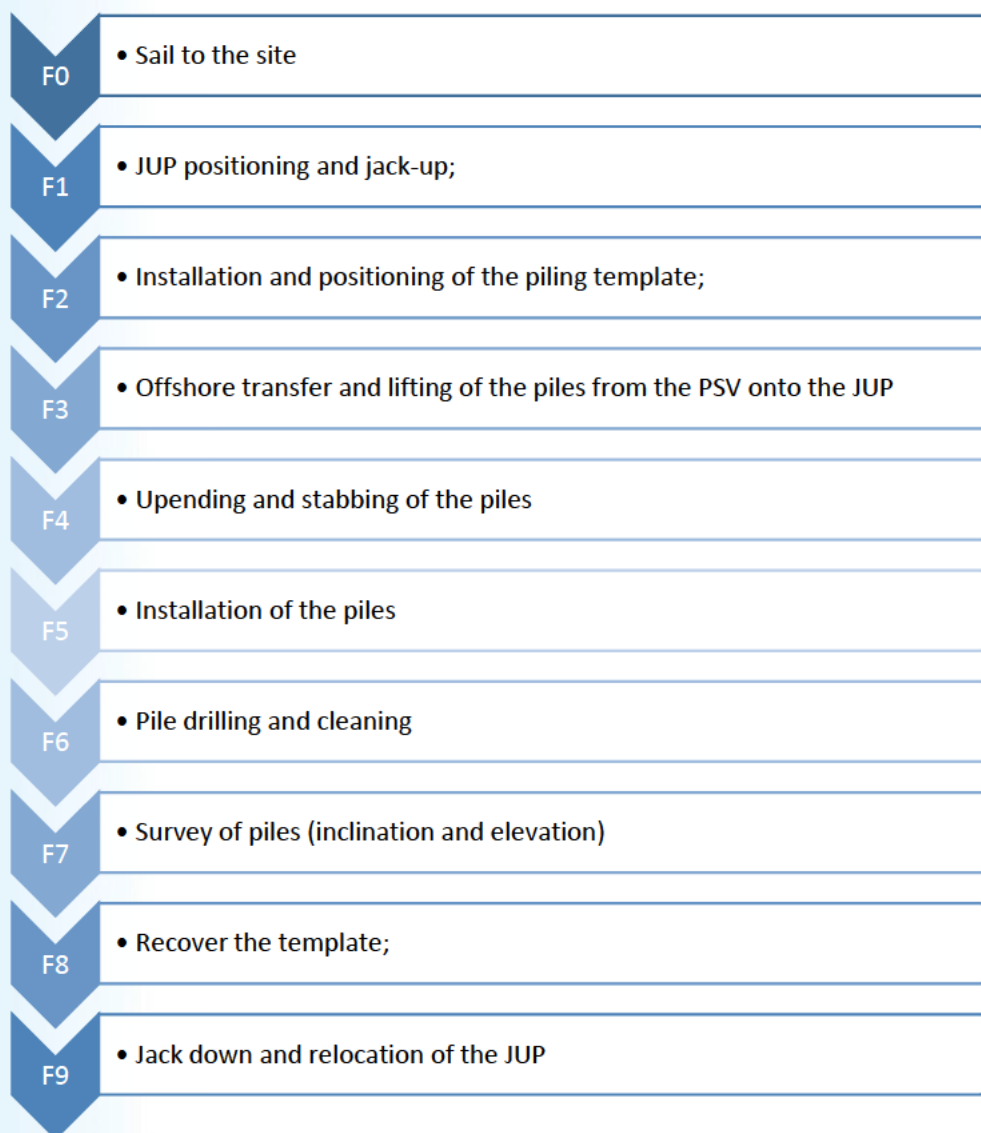 F0
• Sail to the site
F1
• JUP positioning and jack-up;
F2
• Installation and positioning of the piling template;
F3
• Offshore transfer and lifting of the piles from the PSV onto the JUP
F4
• Upending and stabbing of the piles
F5
• Installation of the piles
F6
• Pile drilling and cleaning
F7
• Survey of piles (inclination and elevation)
F8
• Recover the template;
F9
• Jack down and relocation of the JUP